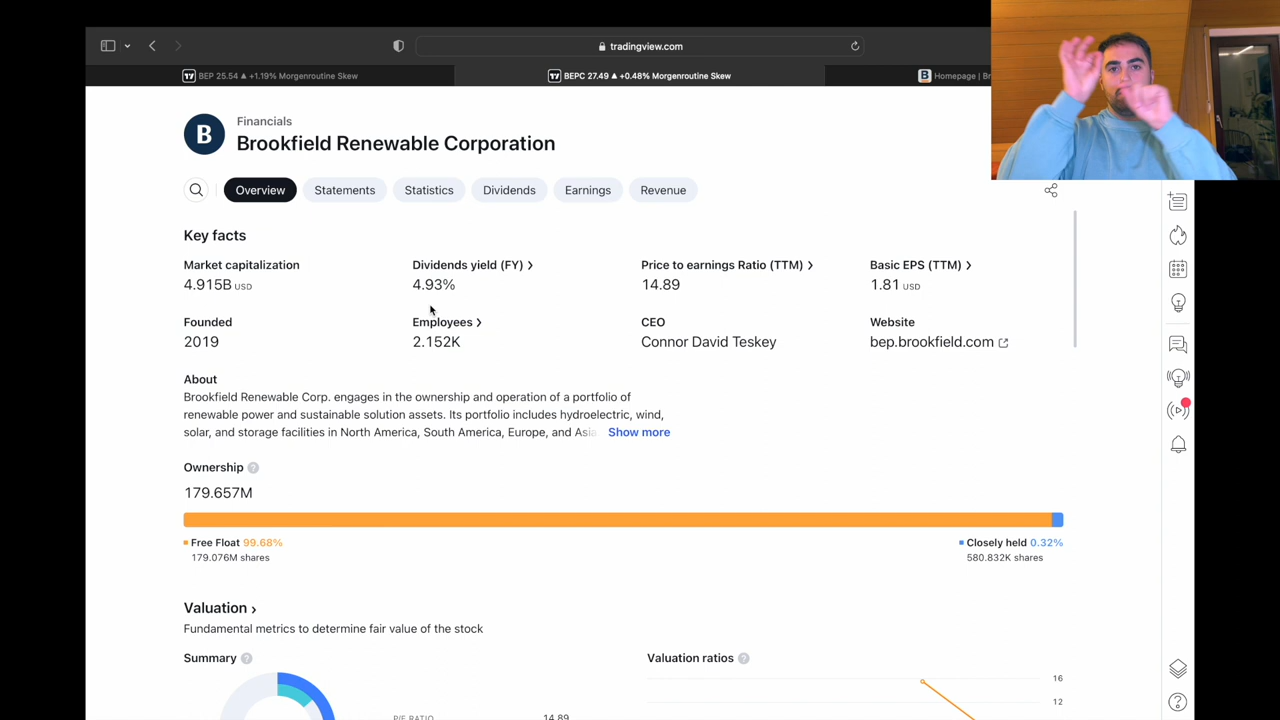 tradingview.com
BEP 25.54 ▲ +1.19% Morgenroutine Skew
BEPC 27.49 ▲ +0.48% Morgenroutine Skew
B Homepage | Br
Financials
B
Brookfield Renewable Corporation
Overview Statements Statistics Dividends Earnings Revenue
Key facts
Market capitalization Dividends yield (FY) Price to earnings Ratio (TTM) Basic EPS (TTM)
4.915B USD 4.93% 14.89 1.81 USD
Founded Employees CEO Website
2019 2.152K Connor David Teskey bep.brookfield.com
About
Brookfield Renewable Corp. engages in the ownership and operation of a portfolio of
renewable power and sustainable solution assets. Its portfolio includes hydroelectric, wind,
solar, and storage facilities in North America, South America, Europe, and Asia Show more
Ownership
179.657M
Free Float 99.68% Closely held 0.32%
179.076M shares 580.832K shares
Valuation
Fundamental metrics to determine fair value of the stock
Summary Valuation ratios
16
12
P/E RATIO 14.89